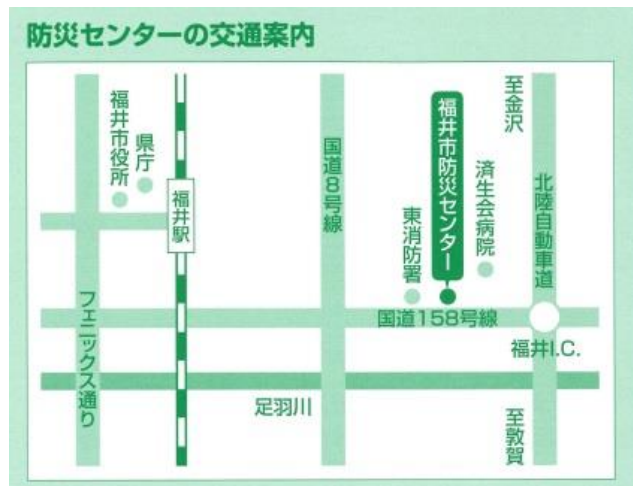 防災センターの交通案内
福井市役所
県庁
福井駅
フェニックス通り
国道8号線
足羽川
東消防署
福井市防災センター
済生会病院
国道158号線
至金沢
北陸自動車道
福井I.C.
至敦賀